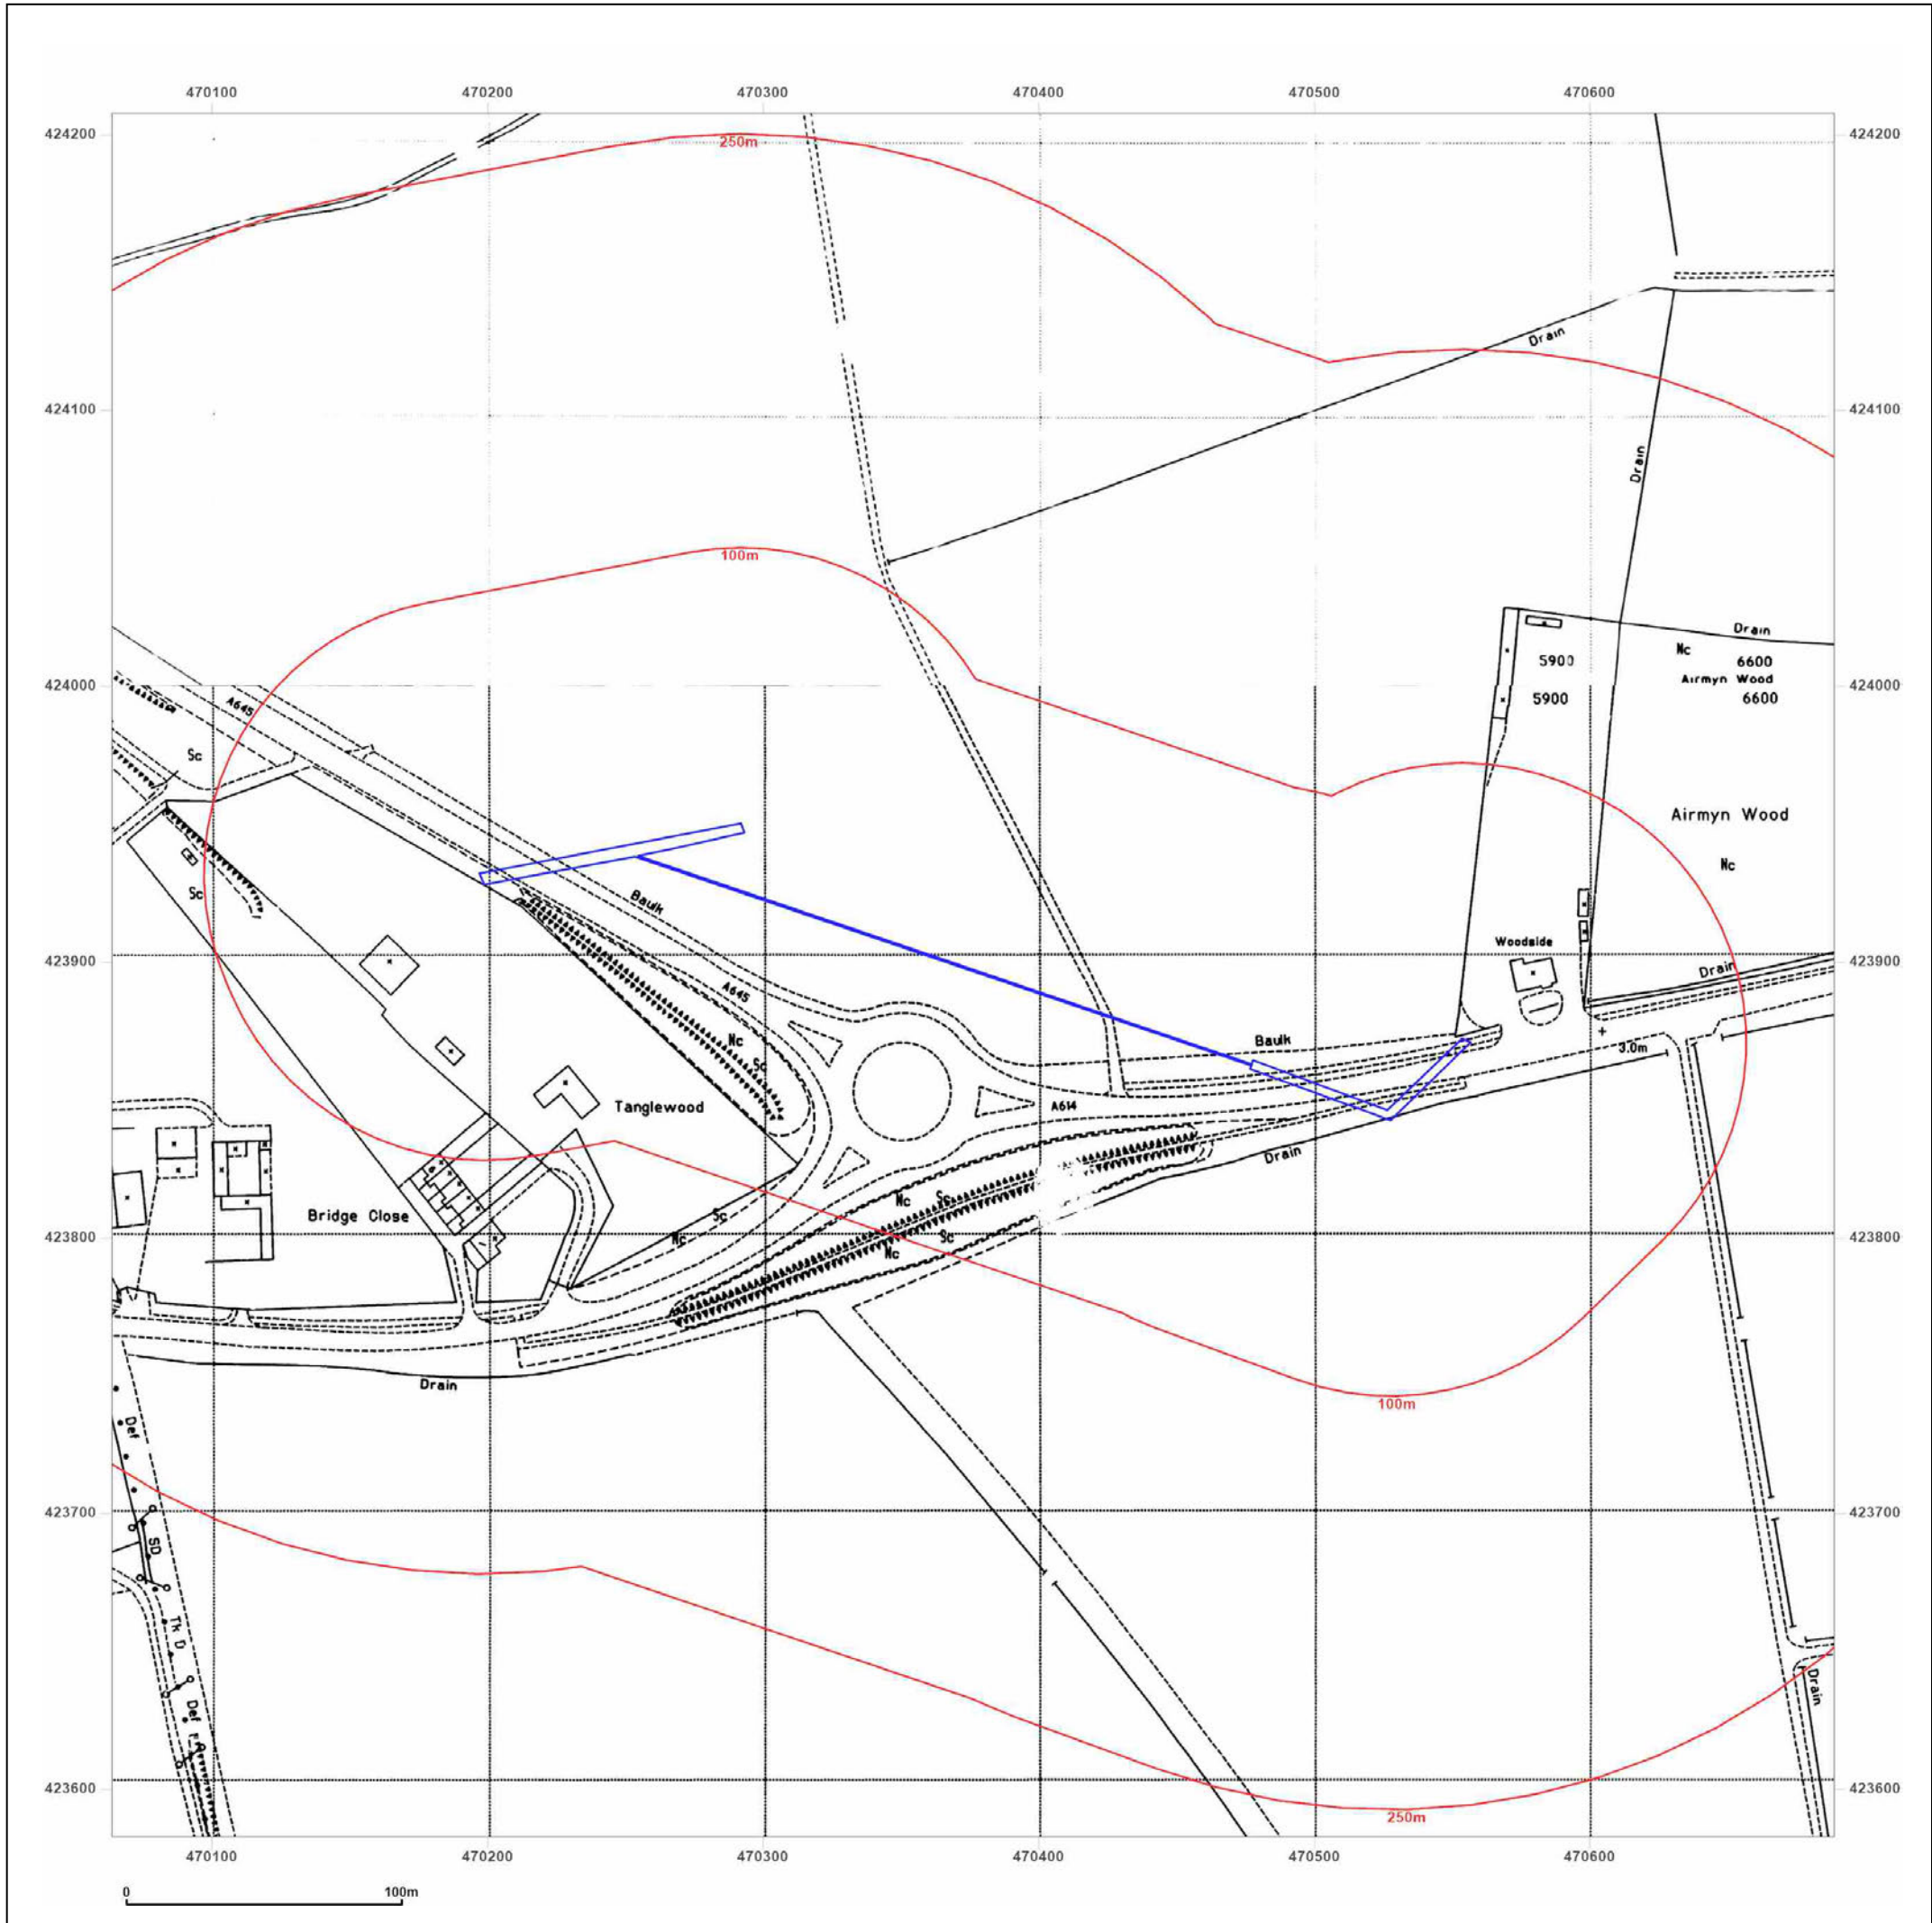 470100 470200 470300 470400 470500 470600
424200 424200
250m
Drain
424100 424100
Drain
100m
Drain
Nc
5900 6600
Airmyn Wood
424000 424000
5900 6600
A645
Sc
Airmyn Wood
Nc
Sc
Baulk
Woodside
423900 423900
Drain
A645
Nc
Baulk
3.0m
Sc
Tanglewood
A614
Drain
Nc Sc
Bridge Close
Sc
Nc
Sc
Nc
423800 423800
Drain
100m
Def
423700 423700
SD
Tk D
Drain
Def
423600 423600
250m
470100 470200 470300 470400 470500 470600
0 100m